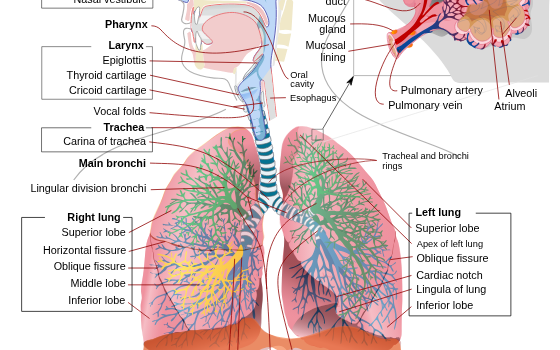 Nasal vestibule
Pharynx
Larynx
Epiglottis
Thyroid cartilage
Cricoid cartilage
Vocal folds
Trachea
Carina of trachea
Main bronchi
Lingular division bronchi
Right lung
Superior lobe
Horizontal fissure
Oblique fissure
Middle lobe
Inferior lobe
duct
Mucous
gland
Mucosal
lining
Oral
cavity
Esophagus
Pulmonary artery
Pulmonary vein
Alveoli
Atrium
Tracheal and bronchi
rings
Left lung
Superior lobe
Apex of left lung
Oblique fissure
Cardiac notch
Lingula of lung
Inferior lobe